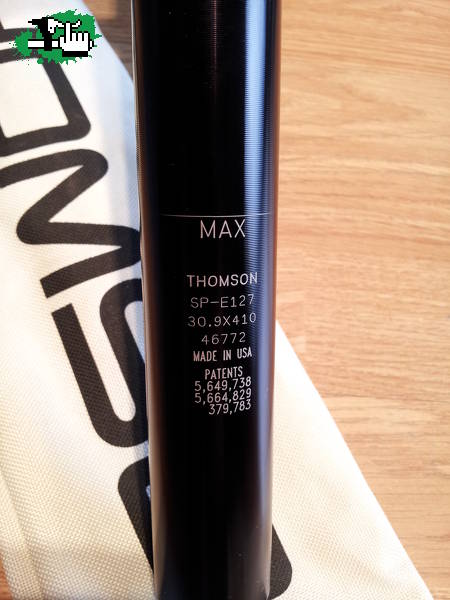 MAX
THOMSON
SP-E127
30.9X410
46772
MADE IN USA
PATENTS
5,649,738
5,664,829
379,783